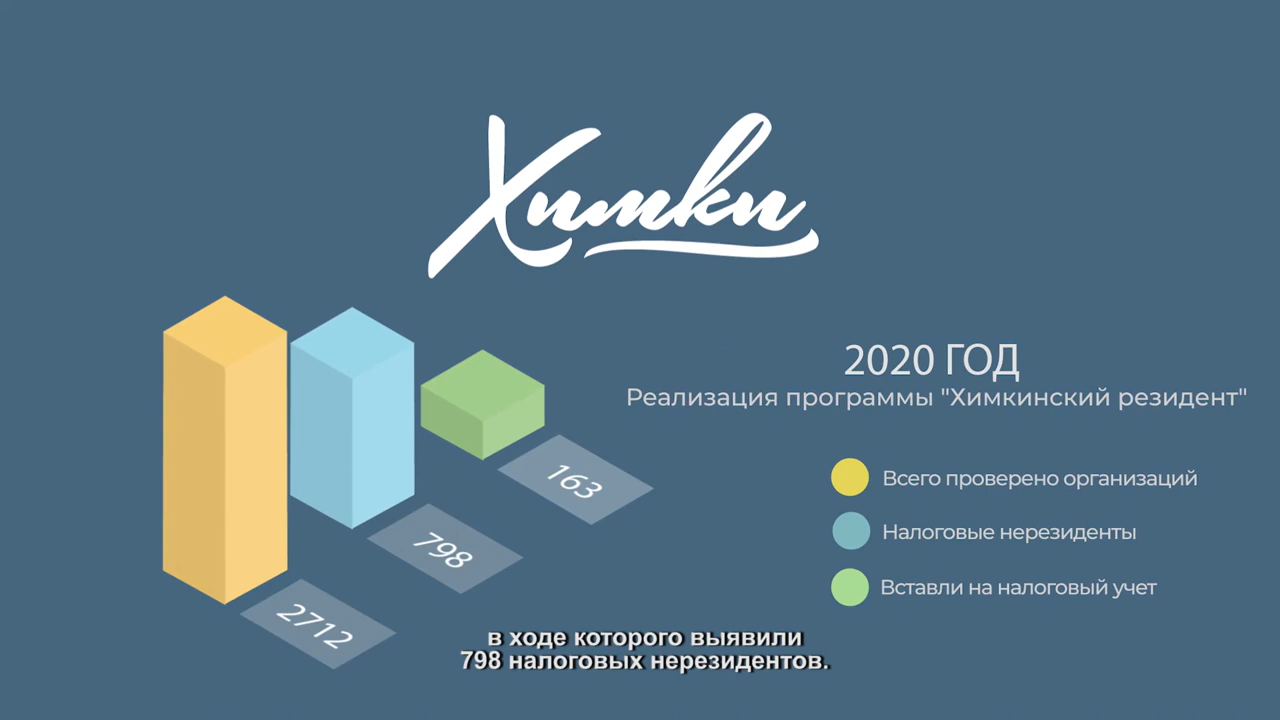 Химки
2020 ГОД
Реализация программы "Химкинский резидент"
Всего проверено организаций
Налоговые нерезиденты
Вставли на налоговый учет
163
798
2712
в ходе которого выявили
798 налоговых нерезидентов.